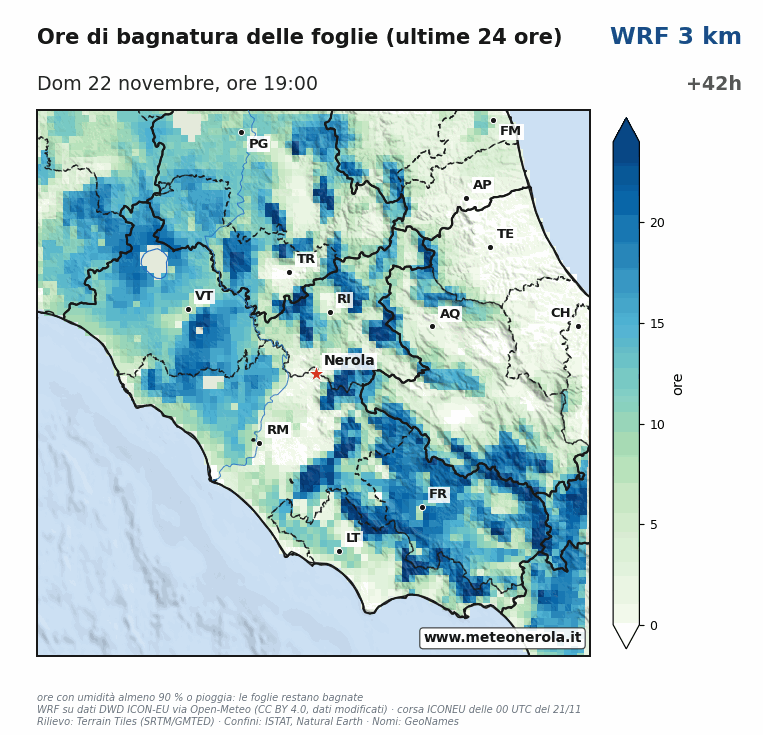 Ore di bagnatura delle foglie (ultime 24 ore)
WRF 3 km
Dom 22 novembre, ore 19:00
+42h
FM
PG
AP
TE
TR
VT
RI
AQ
CH.
Nerola
RM
FR
LT
www.meteonerola.it
20
15
10
5
0
ore
ore con umidità almeno 90 % o pioggia: le foglie restano bagnate
WRF su dati DWD ICON-EU via Open-Meteo (CC BY 4.0, dati modificati) · corsa ICONEU delle 00 UTC del 21/11
Rilievo: Terrain Tiles (SRTM/GMTED) · Confini: ISTAT, Natural Earth · Nomi: GeoNames